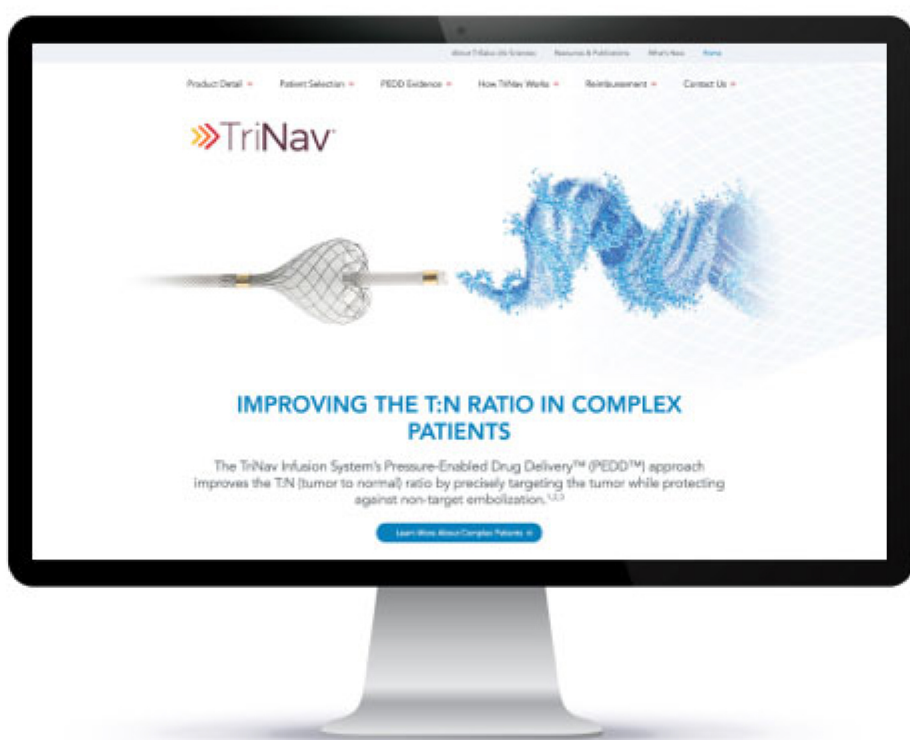 About TriSalus Life Sciences Resources & Publications What's New Home
Product Detail Patient Selection PEDD Evidence How TriNav Works Reimbursement Contact Us
TriNav
IMPROVING THE T:N RATIO IN COMPLEX
PATIENTS
The TriNav Infusion System's Pressure-Enabled Drug Delivery™ (PEDD™) approach
improves the T:N (tumor to normal) ratio by precisely targeting the tumor while protecting
against non-target embolization.1,2,3
Learn More About Complex Patients